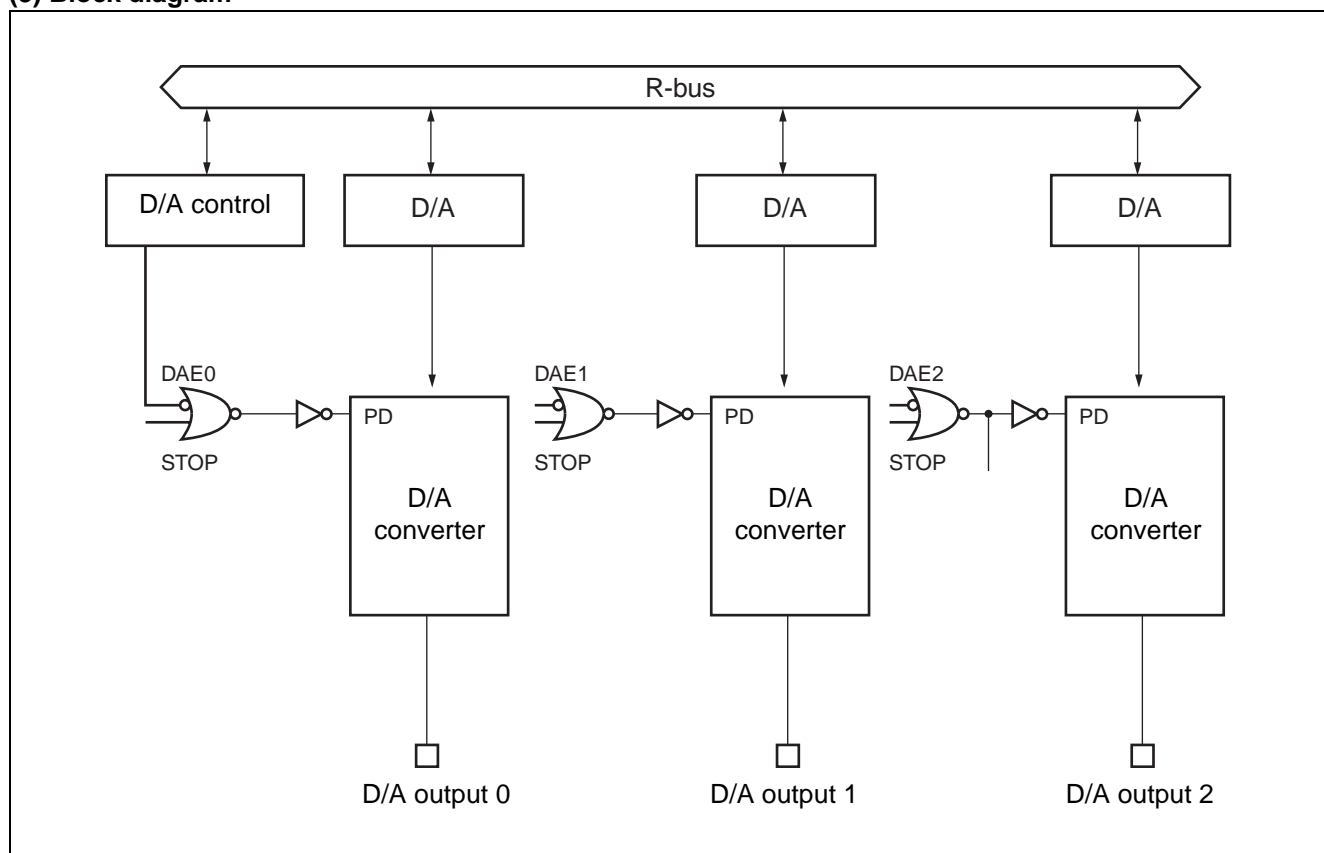 (3) Block diagram
R-bus
D/A control
D/A
D/A
D/A
DAE0
DAE1
DAE2
PD
PD
PD
STOP
STOP
STOP
D/A
converter
D/A
converter
D/A
converter
D/A output 0
D/A output 1
D/A output 2